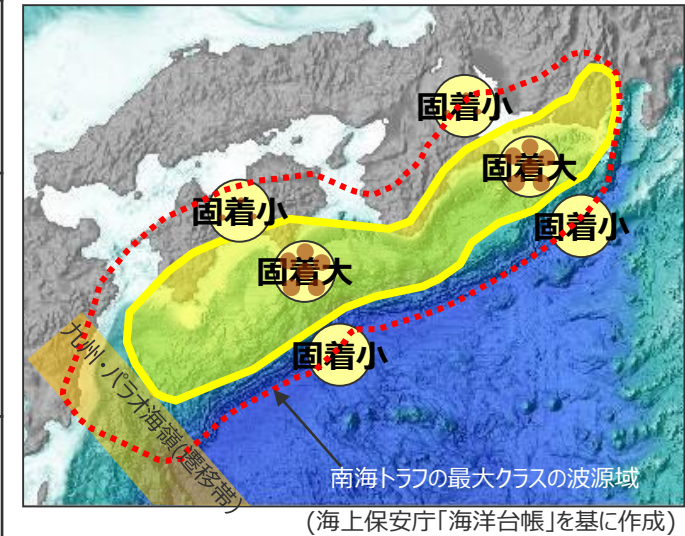 固着小
固着大
固着小
固着小
固着大
固着小
九州・パラオ海嶺(遷移帯)
南海トラフの最大クラスの波源域
(海上保安庁「海洋台帳」を基に作成)